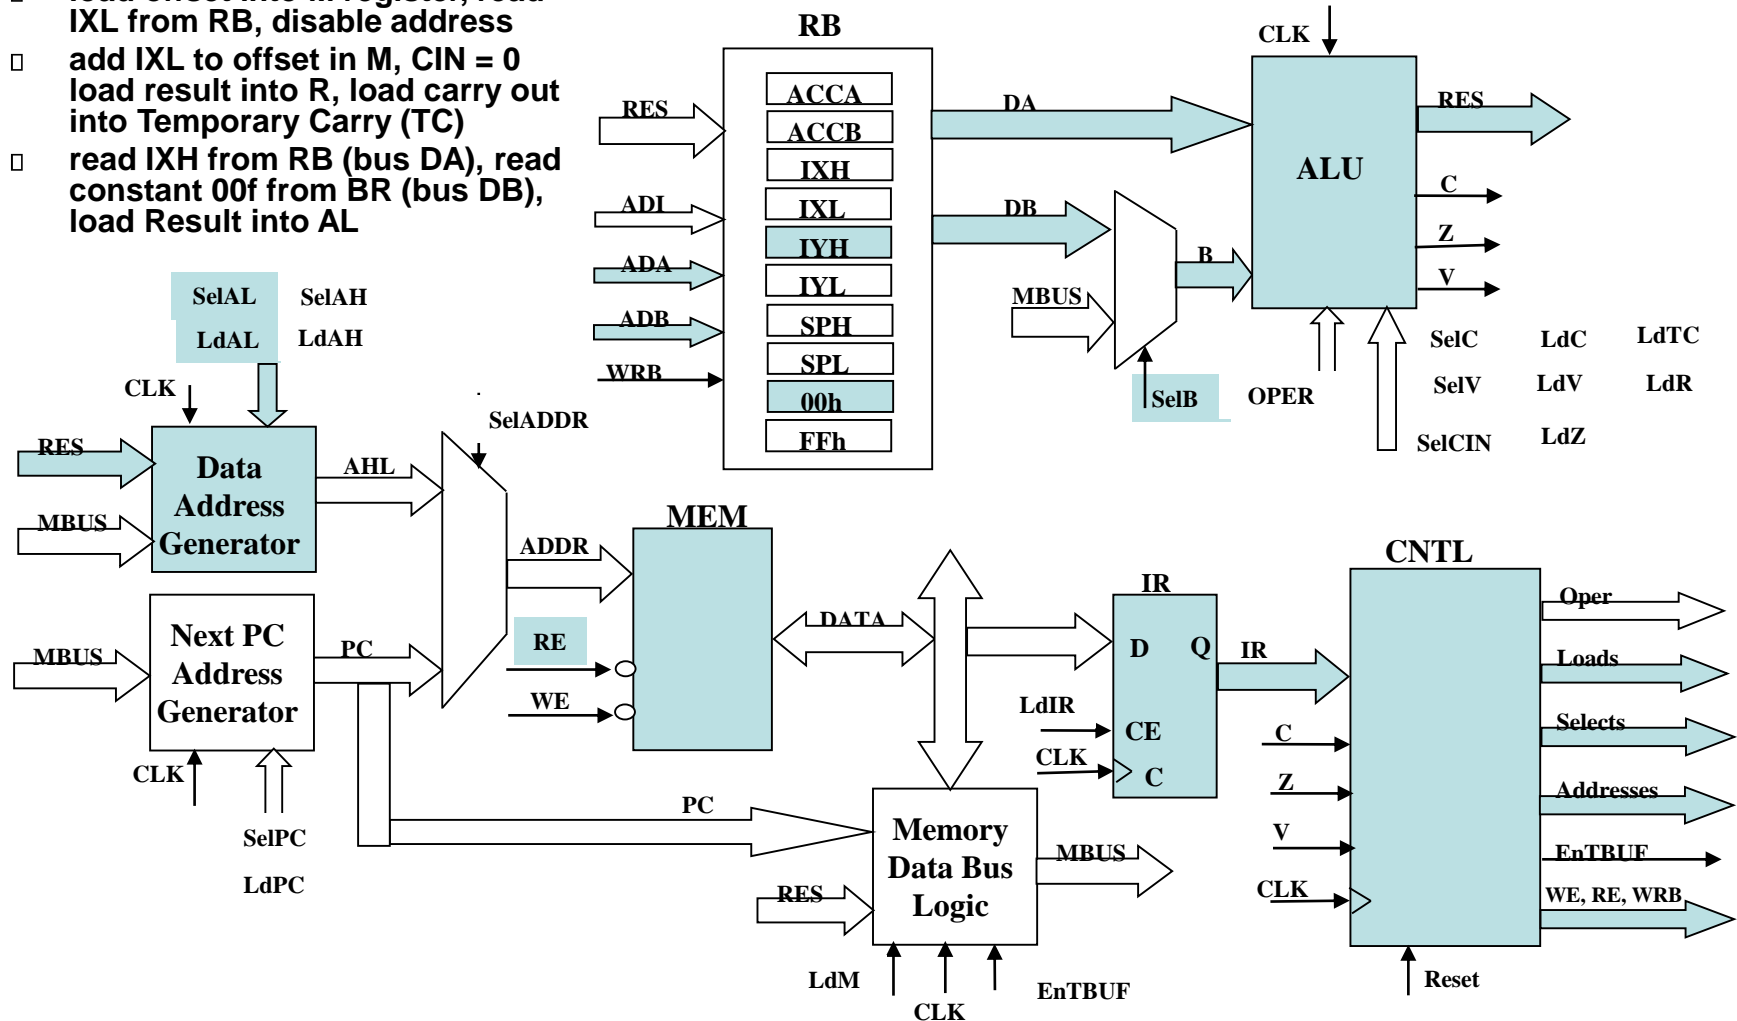 load offset into M register, read
IXL from RB, disable address
add IXL to offset in M, CIN = 0
load result into R, load carry out
into Temporary Carry (TC)
read IXH from RB (bus DA), read
constant 00f from BR (bus DB),
load Result into AL
RB
ACCA
ACCB
IXH
IXL
IYH
IYL
SPH
SPL
00h
FFh
RES
ADI
ADA
ADB
WRB
DA
DB
MBUS
B
SelB
CLK
ALU
RES
C
Z
V
OPER
SelC LdC LdTC
SelV LdV LdR
SelCIN LdZ
SelAL SelAH
LdAL LdAH
CLK
RES
MBUS
Data
Address
Generator
AHL
SelADDR
MBUS
Next PC
Address
Generator
PC
CLK
SelPC
LdPC
ADDR
MEM
RE
WE
DATA
IR
D Q
CE
C
LdIR
CLK
IR
CNTL
C
Z
V
CLK
Oper
Loads
Selects
Addresses
EnTBUF
WE, RE, WRB
Reset
PC
RES
Memory
Data Bus
Logic
MBUS
LdM
CLK
EnTBUF